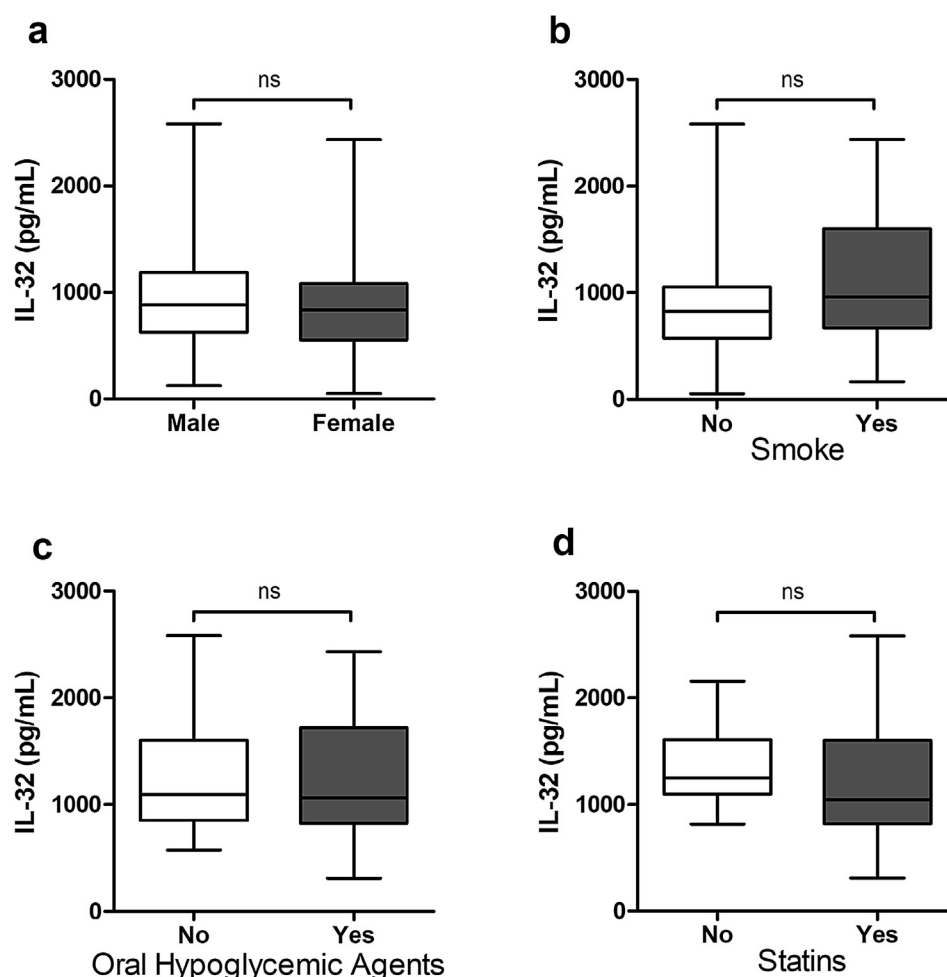 a
ns
3000
2000
1000
0
IL-32 (pg/mL)
Male Female
b
ns
3000
2000
1000
0
IL-32 (pg/mL)
No Yes
Smoke
c
ns
3000
2000
1000
0
IL-32 (pg/mL)
No Yes
Oral Hypoglycemic Agents
d
ns
3000
2000
1000
0
IL-32 (pg/mL)
No Yes
Statins